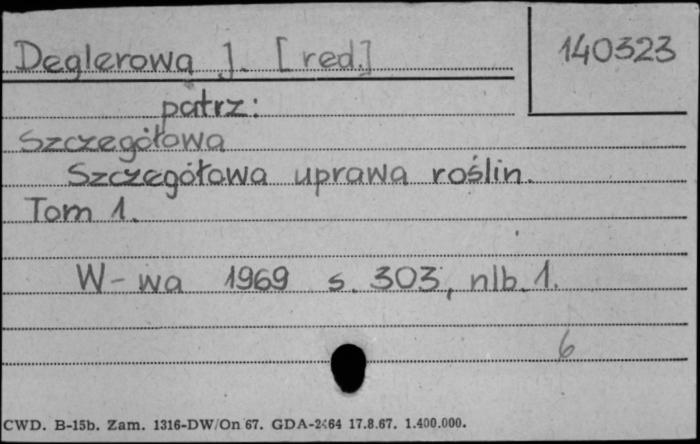 Deglerowa J. [red.]
140323
patrz:
Szczegółowa
Szczegółowa uprawa roślin.
Tom 1.
W-wa 1969 s. 303, nlb. 1.
6
CWD. B-15b. Zam. 1316-DW/On 67. GDA-2464 17.8.67. 1.400.000.